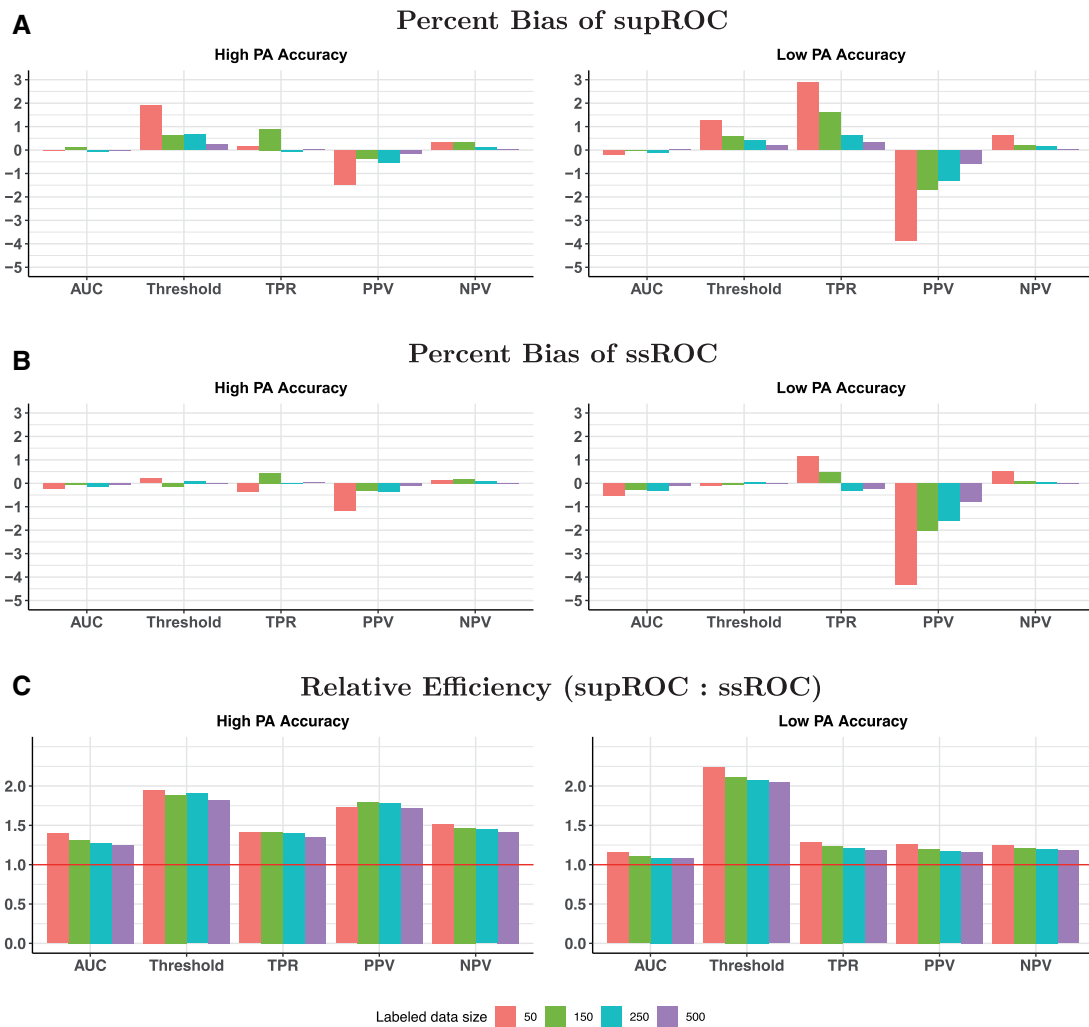 A Percent Bias of supROC
High PA Accuracy Low PA Accuracy
3 3
2 2
1 1
0 0
−1 −1
−2 −2
−3 −3
−4 −4
−5 −5
AUC Threshold TPR PPV NPV AUC Threshold TPR PPV NPV
B Percent Bias of ssROC
High PA Accuracy Low PA Accuracy
3 3
2 2
1 1
0 0
−1 −1
−2 −2
−3 −3
−4 −4
−5 −5
AUC Threshold TPR PPV NPV AUC Threshold TPR PPV NPV
C Relative Efficiency (supROC : ssROC)
High PA Accuracy Low PA Accuracy
2.0 2.0
1.5 1.5
1.0 1.0
0.5 0.5
0.0 0.0
AUC Threshold TPR PPV NPV AUC Threshold TPR PPV NPV
Labeled data size 50 150 250 500